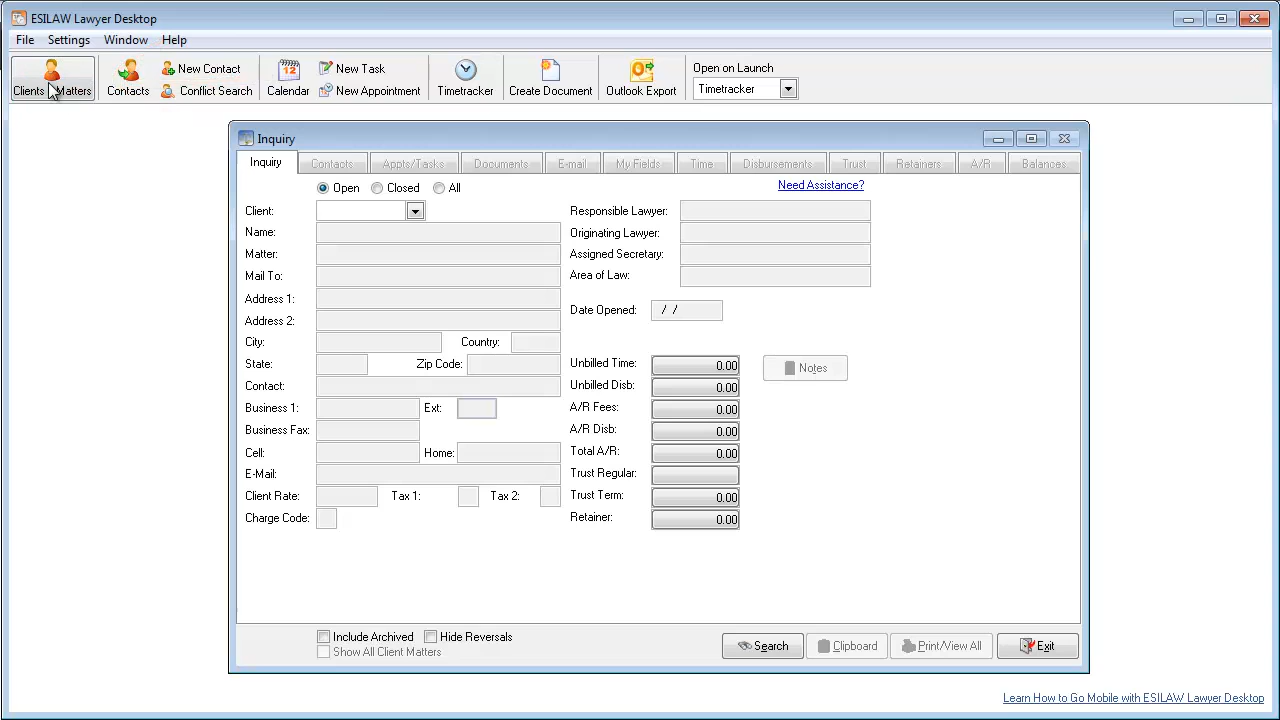 ESILAW Lawyer Desktop
File Settings Window Help
Clients Matters Contacts New Contact Conflict Search Calendar New Task New Appointment Timetracker Create Document Outlook Export Open on Launch Timetracker
12
Inquiry
Inquiry Contacts Appts/Tasks Documents E-mail My Fields Time Disbursements Trust Retainers A/R Balances
Open Closed All Need Assistance?
Client: Responsible Lawyer:
Name: Originating Lawyer:
Matter: Assigned Secretary:
Mail To: Area of Law:
Address 1: Date Opened: / /
Address 2:
City: Country:
State: Zip Code: Unbilled Time: 0.00 Notes
Contact: Unbilled Disb: 0.00
Business 1: Ext: A/R Fees: 0.00
Business Fax: A/R Disb: 0.00
Cell: Home: Total A/R: 0.00
E-Mail: Trust Regular:
Client Rate: Tax 1: Tax 2: Trust Term: 0.00
Charge Code: Retainer: 0.00
Include Archived Hide Reversals
Show All Client Matters
Search Clipboard Print/View All Exit
Learn How to Go Mobile with ESILAW Lawyer Desktop